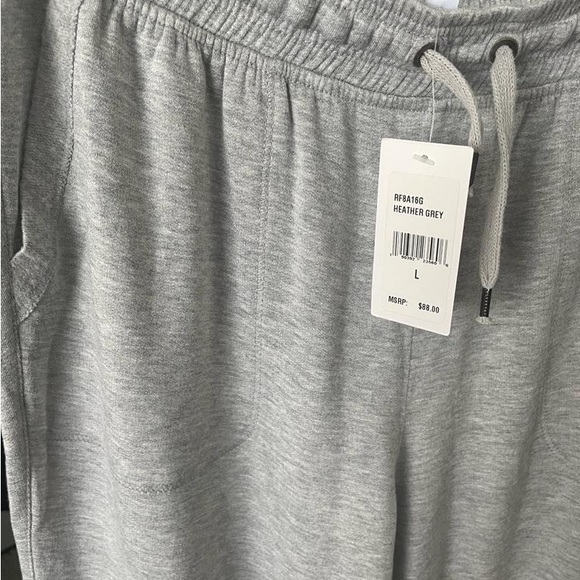 RF8A16G
HEATHER GREY
L
MSRP: $88.00